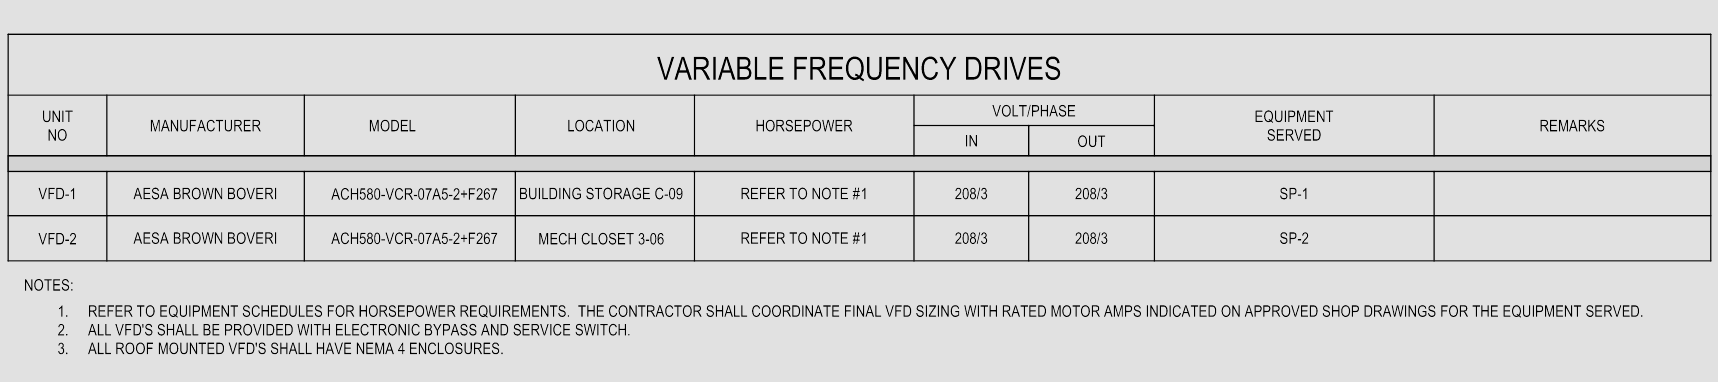 VARIABLE FREQUENCY DRIVES
UNIT NO MANUFACTURER MODEL LOCATION HORSEPOWER VOLT/PHASE IN OUT EQUIPMENT SERVED REMARKS
VFD-1 AESA BROWN BOVERI ACH580-VCR-07A5-2+F267 BUILDING STORAGE C-09 REFER TO NOTE #1 208/3 208/3 SP-1
VFD-2 AESA BROWN BOVERI ACH580-VCR-07A5-2+F267 MECH CLOSET 3-06 REFER TO NOTE #1 208/3 208/3 SP-2
NOTES:
1. REFER TO EQUIPMENT SCHEDULES FOR HORSEPOWER REQUIREMENTS. THE CONTRACTOR SHALL COORDINATE FINAL VFD SIZING WITH RATED MOTOR AMPS INDICATED ON APPROVED SHOP DRAWINGS FOR THE EQUIPMENT SERVED.
2. ALL VFD'S SHALL BE PROVIDED WITH ELECTRONIC BYPASS AND SERVICE SWITCH.
3. ALL ROOF MOUNTED VFD'S SHALL HAVE NEMA 4 ENCLOSURES.